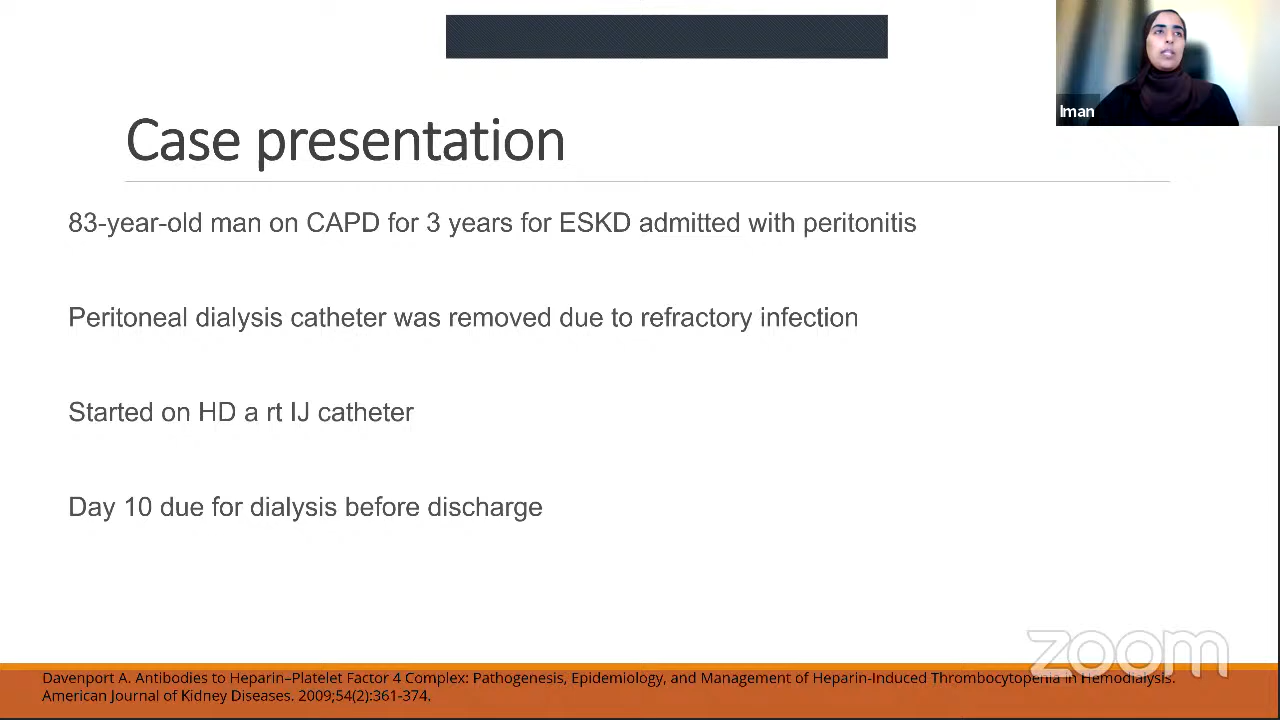 Iman
Case presentation
83-year-old man on CAPD for 3 years for ESKD admitted with peritonitis
Peritoneal dialysis catheter was removed due to refractory infection
Started on HD a rt IJ catheter
Day 10 due for dialysis before discharge
zoom
Davenport A. Antibodies to Heparin–Platelet Factor 4 Complex: Pathogenesis, Epidemiology, and Management of Heparin-Induced Thrombocytopenia in Hemodialysis.
American Journal of Kidney Diseases. 2009;54(2):361-374.